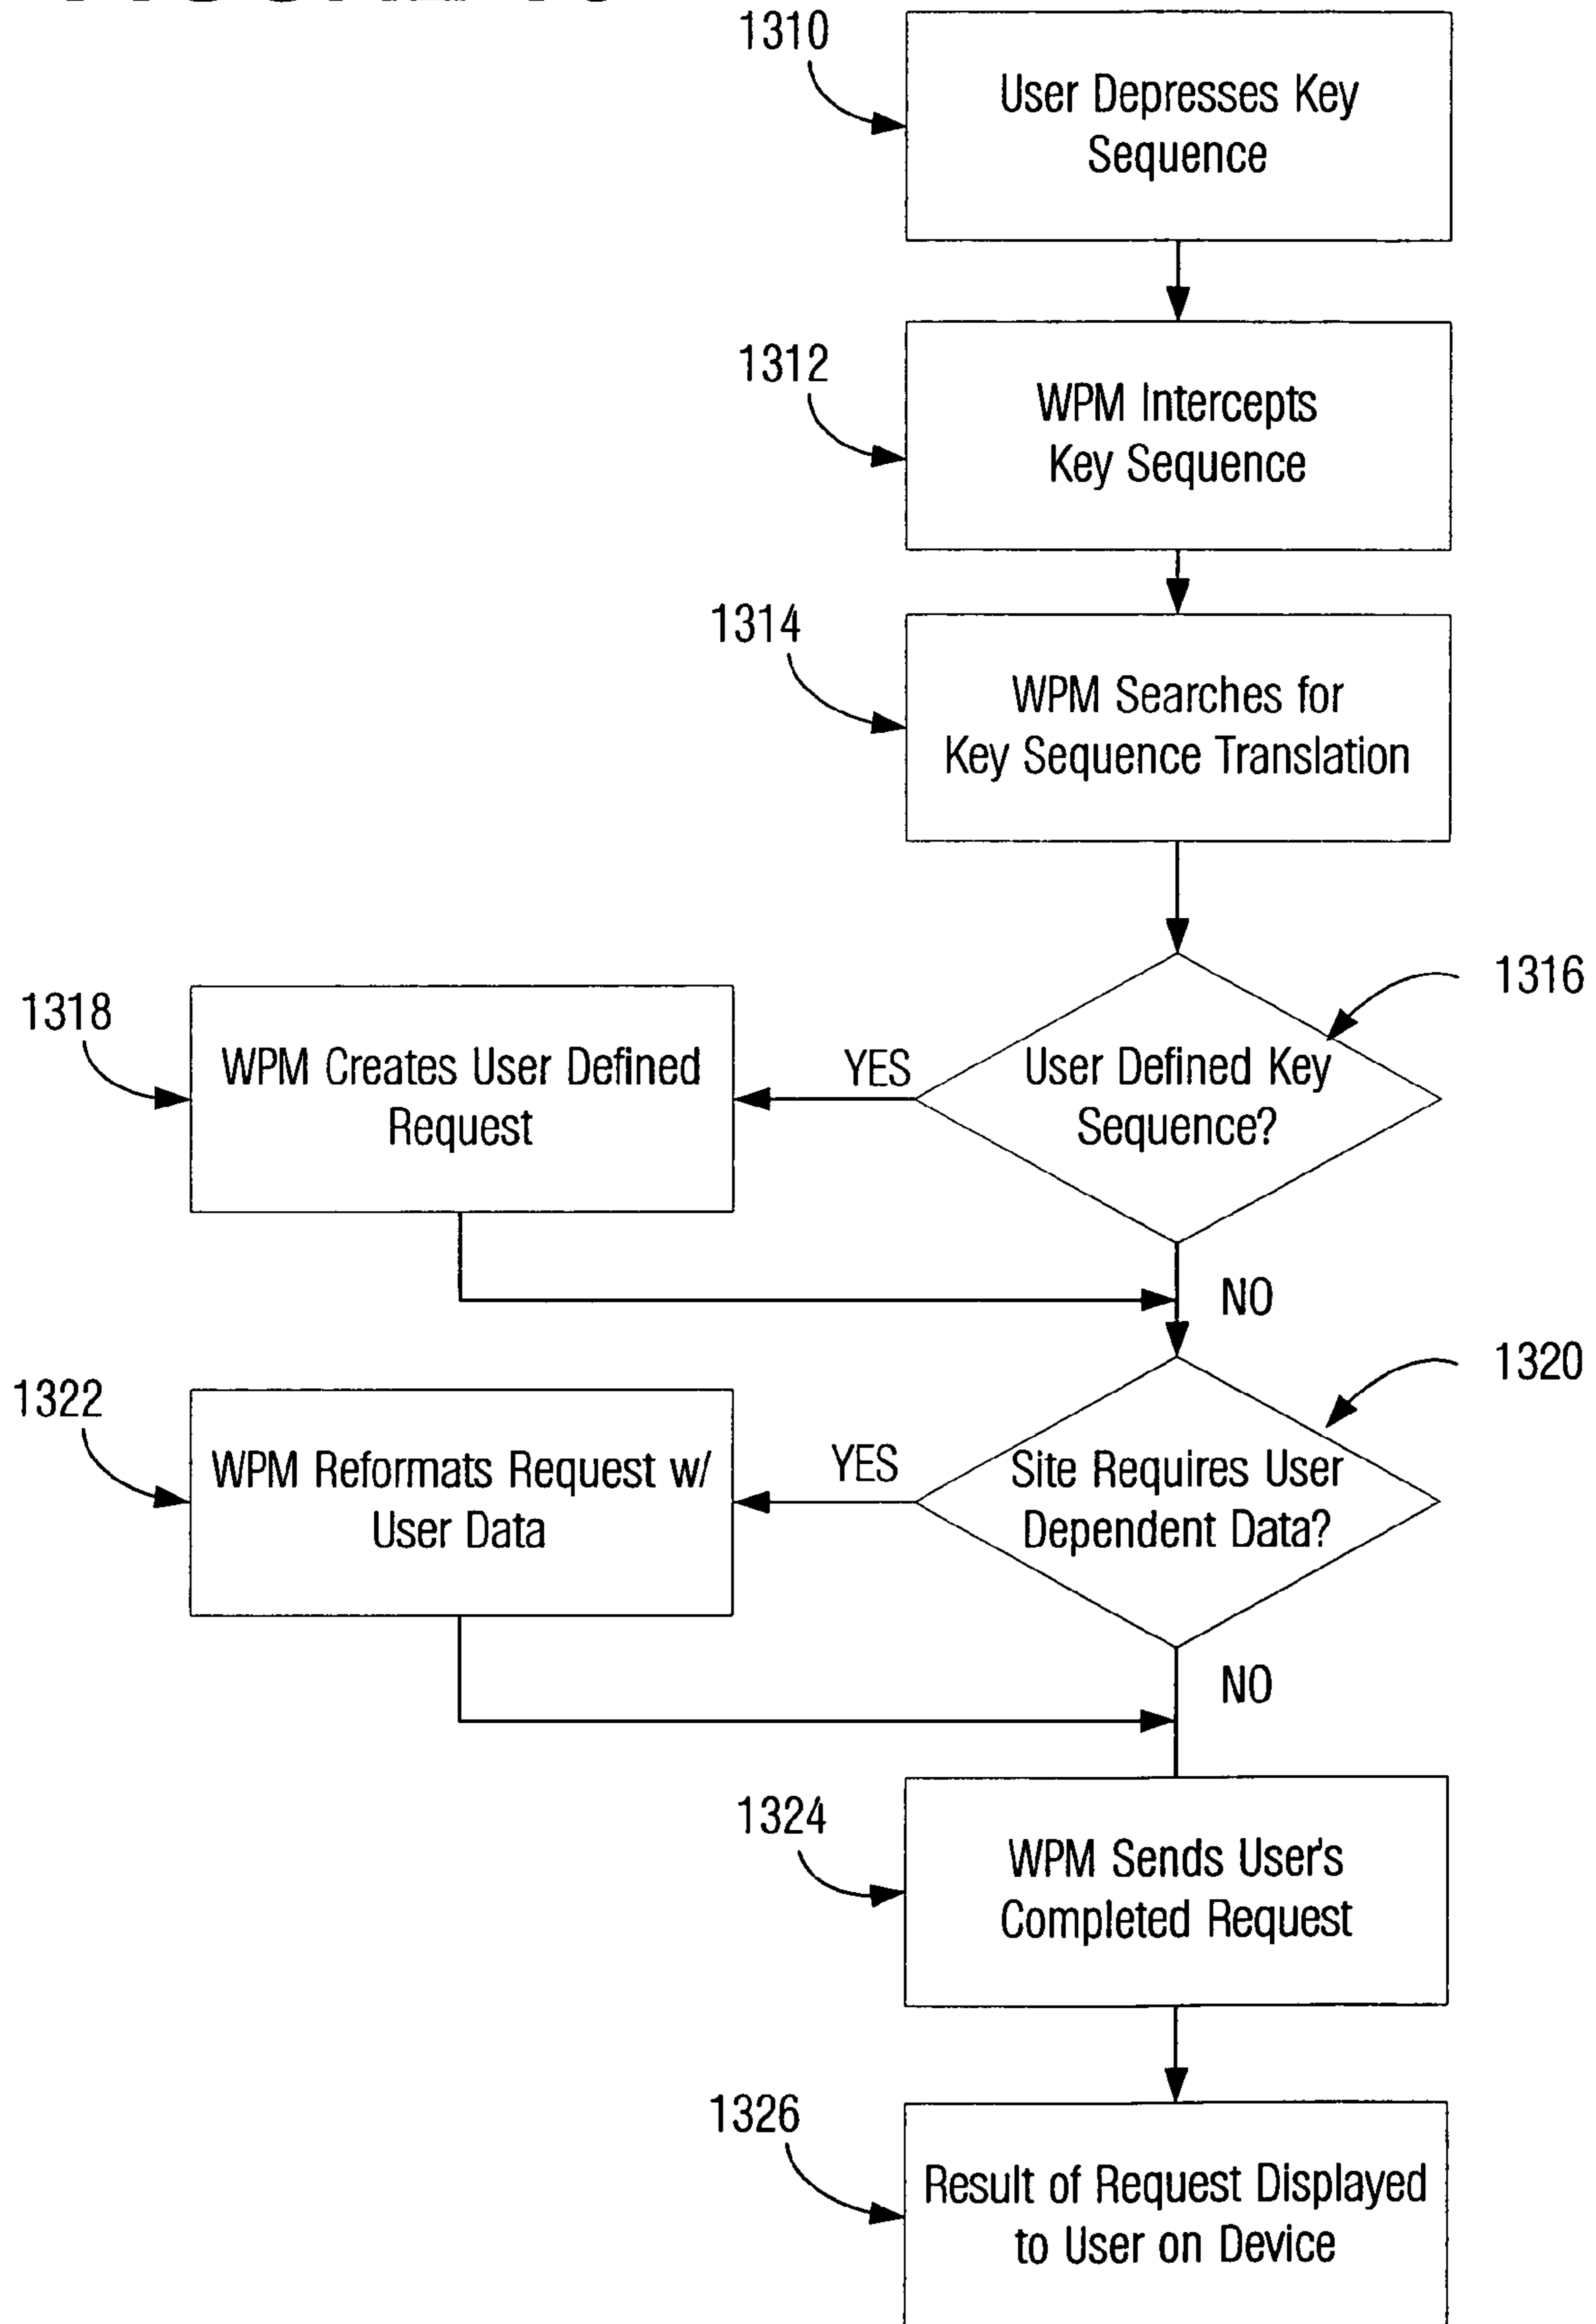 1310
User Depresses Key
Sequence
1312
WPM Intercepts
Key Sequence
1314
WPM Searches for
Key Sequence Translation
1316
1318
WPM Creates User Defined
Request
YES
User Defined Key
Sequence?
NO
1320
1322
WPM Reformats Request w/
User Data
YES
Site Requires User
Dependent Data?
NO
1324
WPM Sends User's
Completed Request
1326
Result of Request Displayed
to User on Device